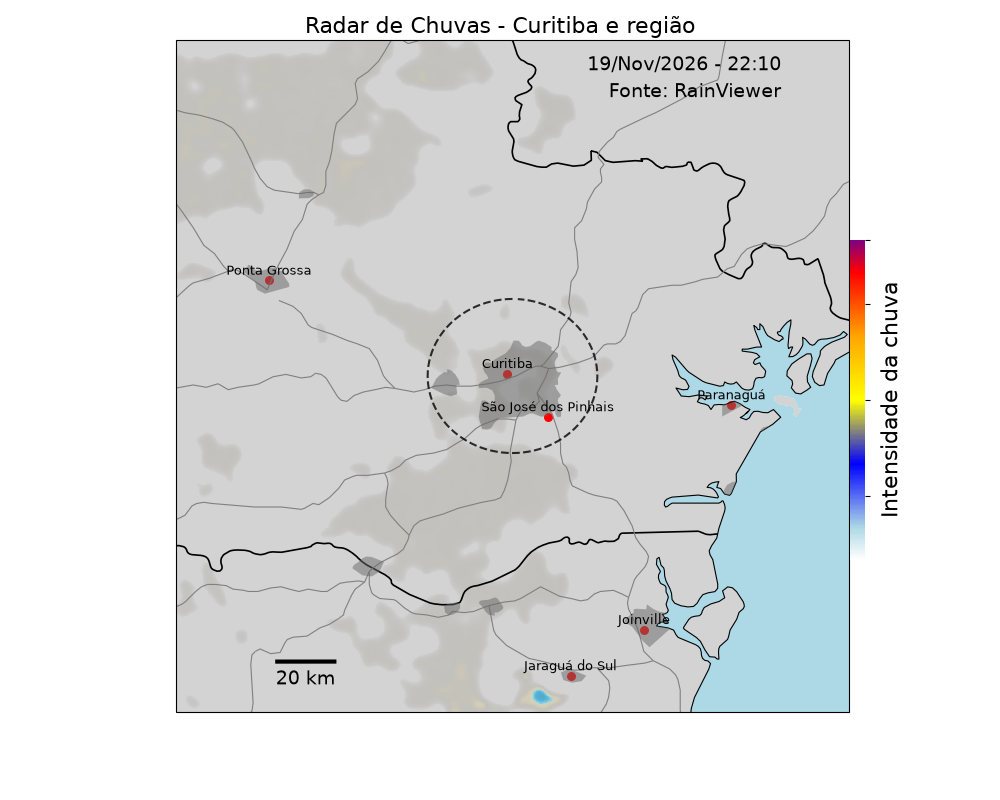 Radar de Chuvas - Curitiba e região
19/Nov/2026 - 22:10
Fonte: RainViewer
Ponta Grossa
Curitiba
São José dos Pinhais
Paranaguá
Intensidade da chuva
Joinville
Jaraguá do Sul
20 km